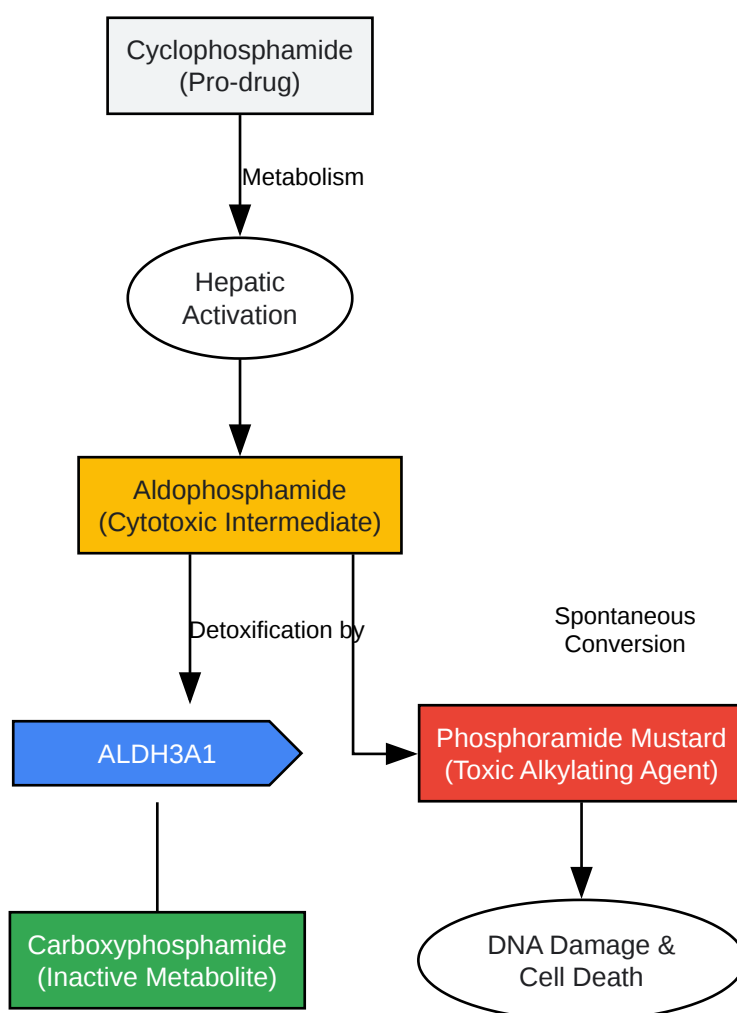 Cyclophosphamide
(Pro-drug)
Metabolism
Hepatic
Activation
Aldophosphamide
(Cytotoxic Intermediate)
Detoxification by
Spontaneous
Conversion
ALDH3A1
Phosphoramide Mustard
(Toxic Alkylating Agent)
Carboxyphosphamide
(Inactive Metabolite)
DNA Damage &
Cell Death